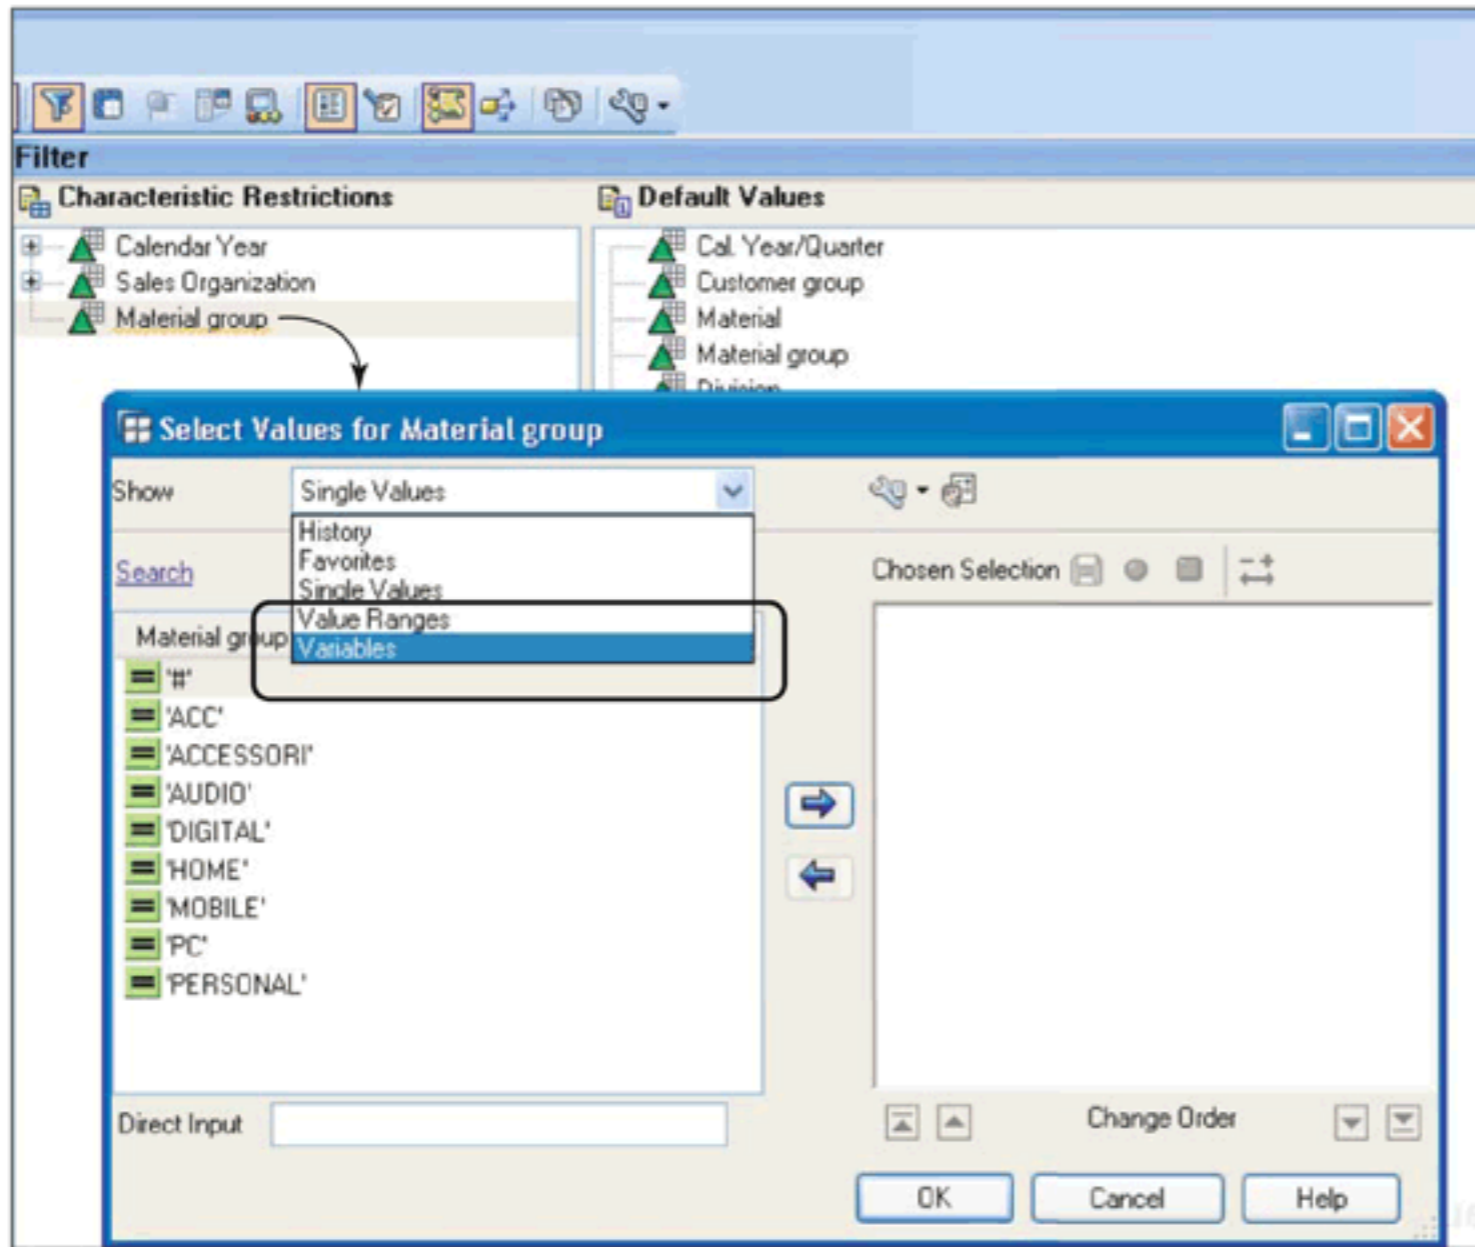 Filter
Characteristic Restrictions
Default Values
Calendar Year
Sales Organization
Material group
Cal. Year/Quarter
Customer group
Material
Material group
Division
Select Values for Material group
Show
Single Values
History
Favorites
Single Values
Value Ranges
Variables
Search
Chosen Selection
Material group
'#'
'ACC'
'ACCESSORI'
'AUDIO'
'DIGITAL'
'HOME'
'MOBILE'
'PC'
'PERSONAL'
Direct Input
Change Order
OK
Cancel
Help